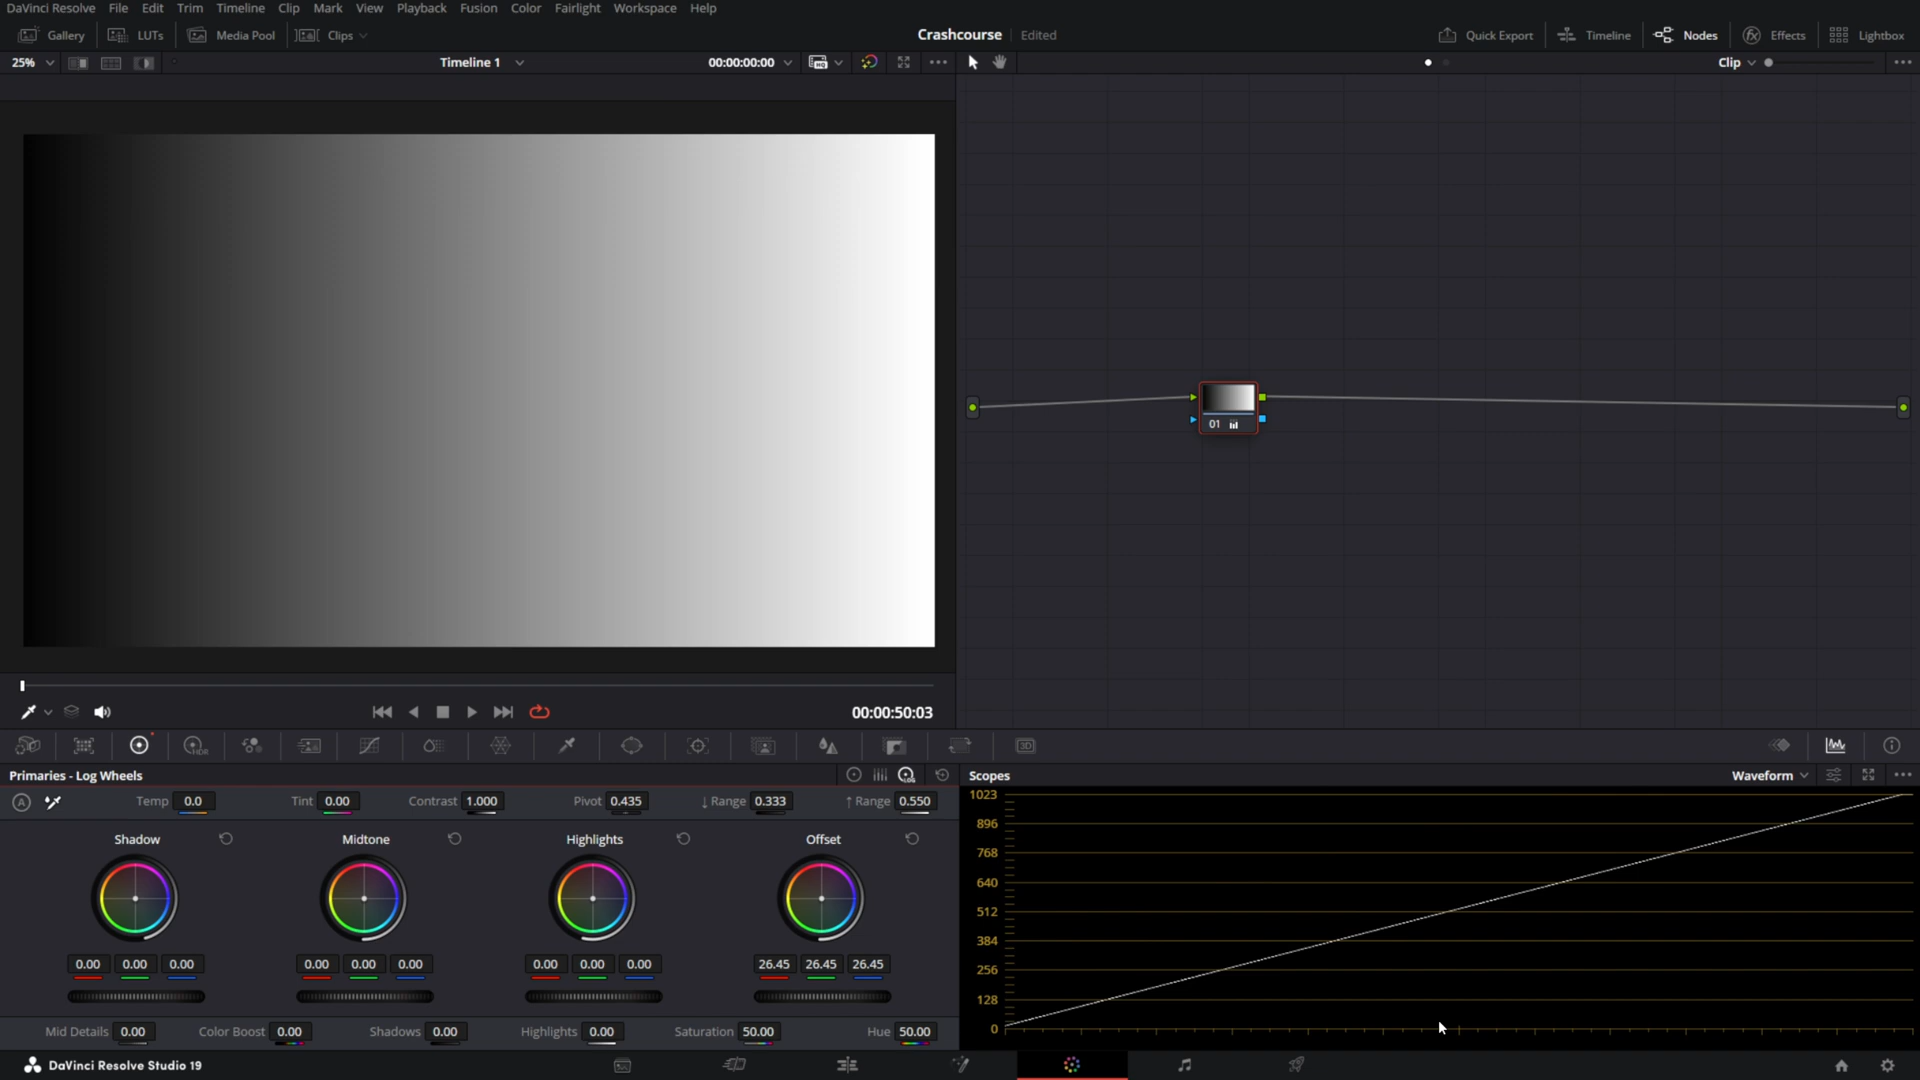 DaVinci Resolve File Edit Trim Timeline Clip Mark View Playback Fusion Color Fairlight Workspace Help
Gallery LUTs Media Pool Clips Crashcourse Edited Quick Export Timeline Nodes Effects Lightbox
25% Timeline 1 00:00:00:00 Clip
01
00:00:50:03
HDR
3D
Primaries - Log Wheels
LOG
Scopes Waveform
A Temp 0.0 Tint 0.00 Contrast 1.000 Pivot 0.435 ↓ Range 0.333 ↑ Range 0.550
Shadow Midtone Highlights Offset
0.00 0.00 0.00 0.00 0.00 0.00 0.00 0.00 0.00 26.45 26.45 26.45
Mid Details 0.00 Color Boost 0.00 Shadows 0.00 Highlights 0.00 Saturation 50.00 Hue 50.00
1023
896
768
640
512
384
256
128
0
DaVinci Resolve Studio 19